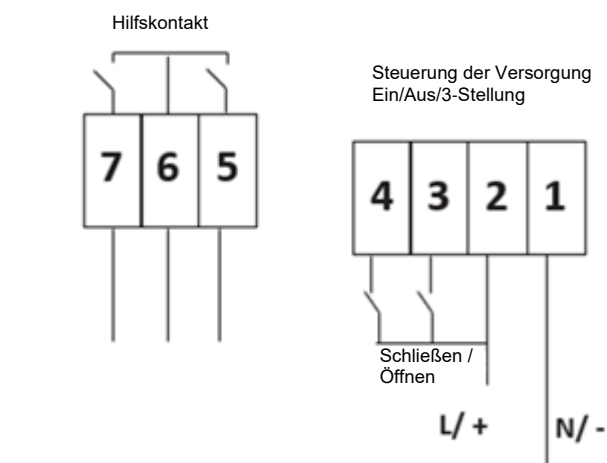 Hilfskontakt
Steuerung der Versorgung
Ein/Aus/3-Stellung
7 6 5
4 3 2 1
Schließen /
Öffnen
L/ + N/ -